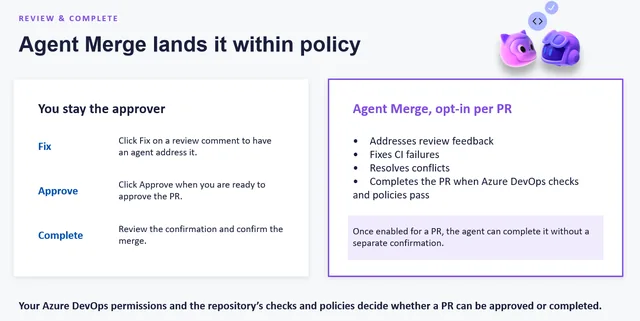 REVIEW & COMPLETE
Agent Merge lands it within policy
You stay the approver
Fix
Click Fix on a review comment to have
an agent address it.
Approve
Click Approve when you are ready to
approve the PR.
Complete
Review the confirmation and confirm the
merge.
Agent Merge, opt-in per PR
• Addresses review feedback
• Fixes CI failures
• Resolves conflicts
• Completes the PR when Azure DevOps checks
and policies pass
Once enabled for a PR, the agent can complete it without a
separate confirmation.
Your Azure DevOps permissions and the repository’s checks and policies decide whether a PR can be approved or completed.